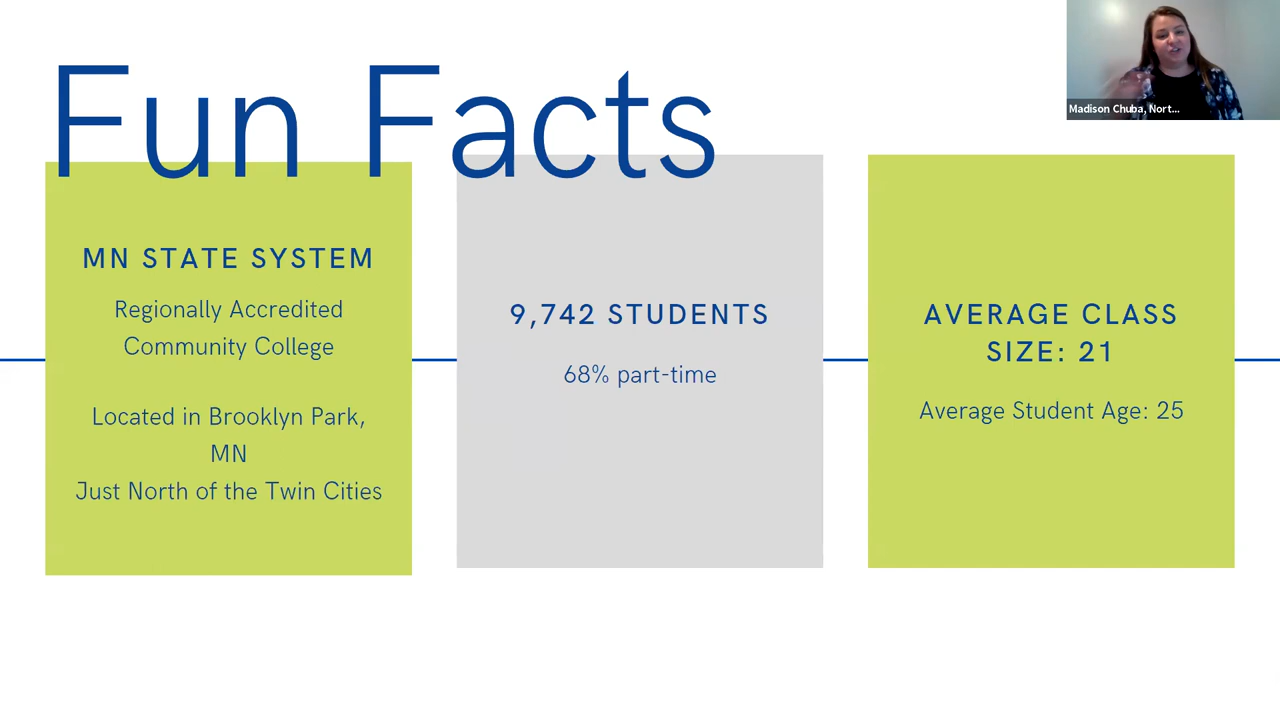 Fun Facts
Madison Chuba, Nort...
MN STATE SYSTEM
Regionally Accredited
Community College
Located in Brooklyn Park,
MN
Just North of the Twin Cities
9,742 STUDENTS
68% part-time
AVERAGE CLASS
SIZE: 21
Average Student Age: 25